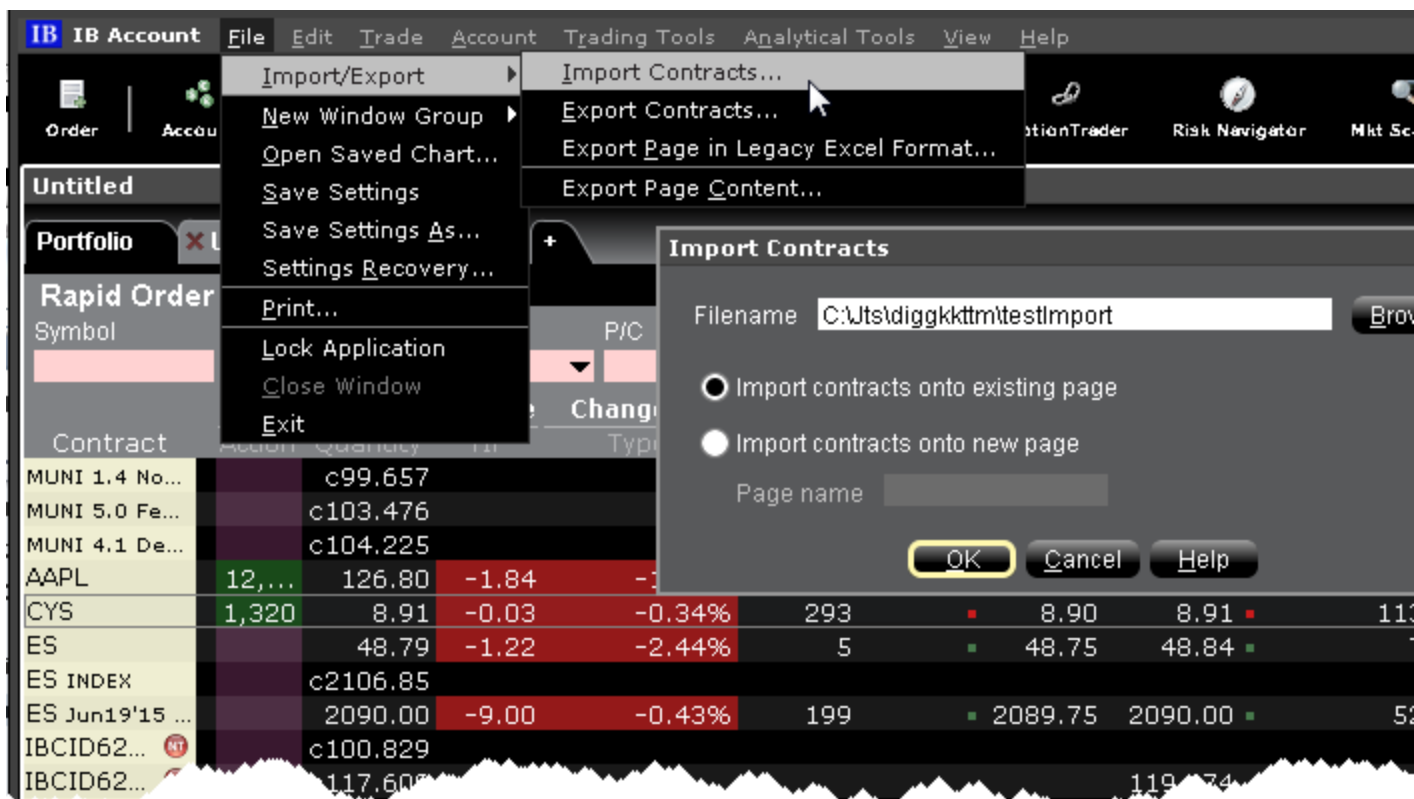 IB IB Account File Edit Trade Account Trading Tools Analytical Tools View Help
Import/Export Import Contracts...
New Window Group Export Contracts...
Order Risk Navigator
Open Saved Chart... Export Page in Legacy Excel Format...
Untitled Save Settings Export Page Content...
Portfolio Save Settings As... +
Import Contracts
Settings Recovery...
Rapid Order
Print...
Filename C:\Jts\diggkkttm\testImport
Symbol P/C
Lock Application
Close Window
Import contracts onto existing page
Exit
Contract Action Quantity TIF
Import contracts onto new page
MUNI 1.4 No... c99.657
Page name
MUNI 5.0 Fe... c103.476
MUNI 4.1 De... c104.225
OK Cancel Help
AAPL 12,... 126.80 -1.84
CYS 1,320 8.91 -0.03 -0.34% 293 8.90 8.91
ES 48.79 -1.22 -2.44% 5 48.75 48.84
ES INDEX c2106.85
ES Jun19'15 ... 2090.00 -9.00 -0.43% 199 2089.75 2090.00
IBCID62... NT c100.829
IBCID62...